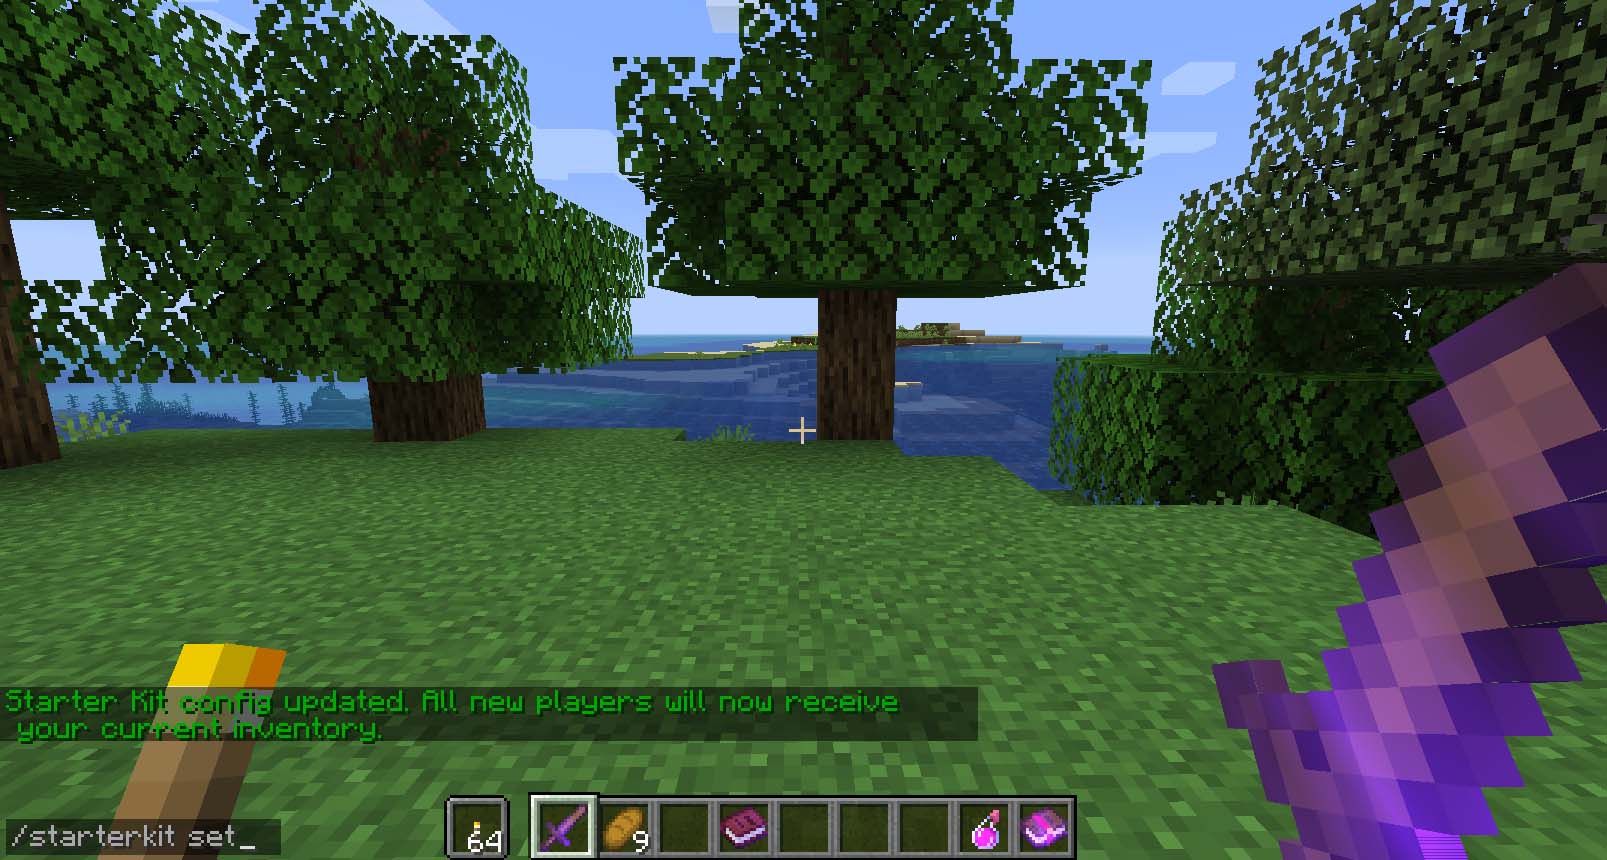 Starter Kit config updated. All new players will now receive
your current inventory.
/starterkit set_
64
9